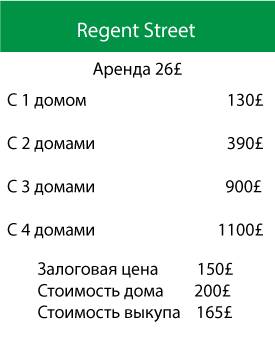 Regent Street
Аренда 26£
С 1 домом 130£
С 2 домами 390£
С 3 домами 900£
С 4 домами 1100£
Залоговая цена 150£
Стоимость дома 200£
Стоимость выкупа 165£